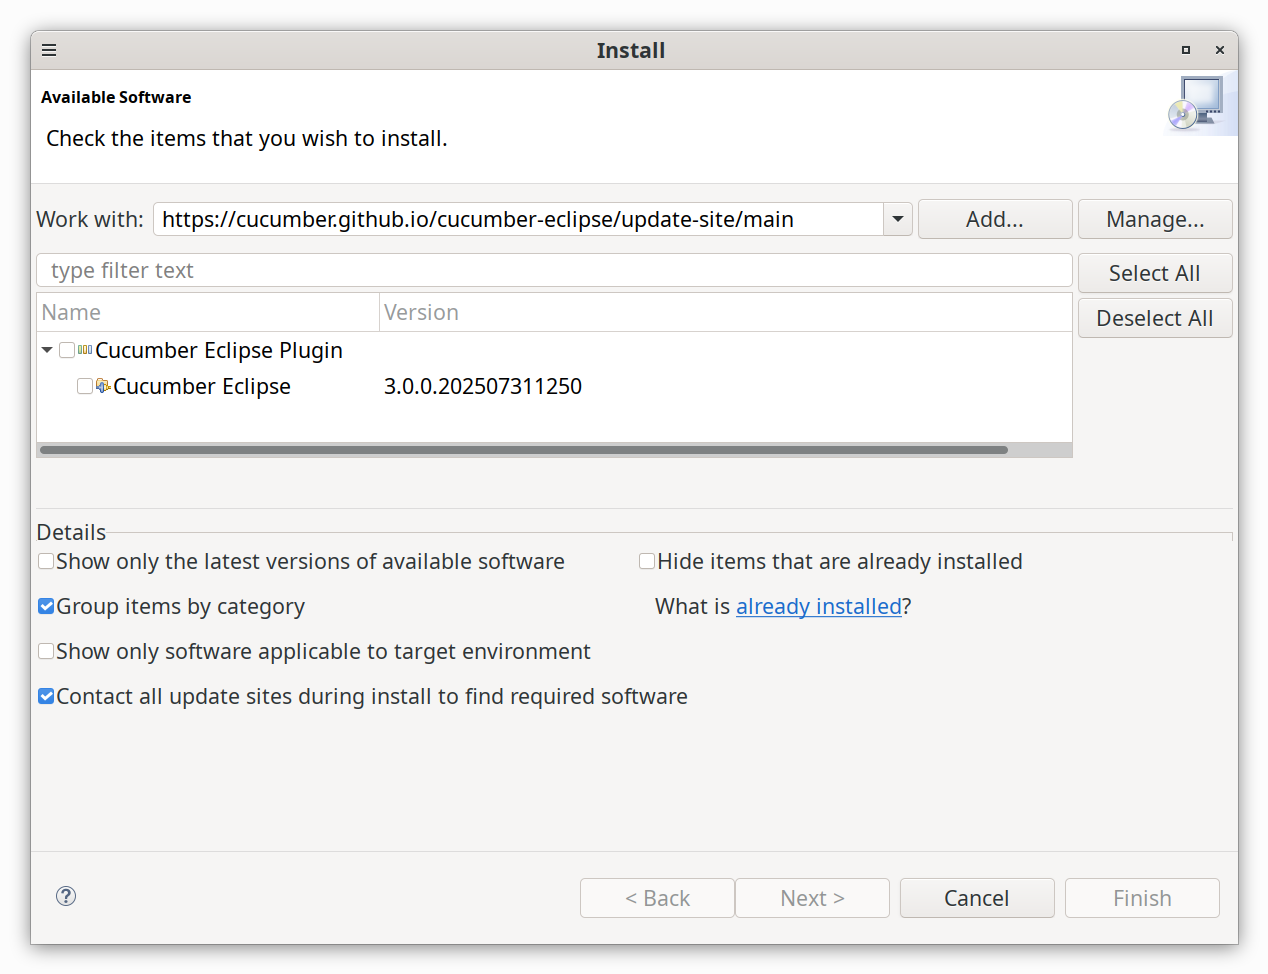 Install
Available Software
Check the items that you wish to install.
Work with: https://cucumber.github.io/cucumber-eclipse/update-site/main Add... Manage...
type filter text Select All
Name Version Deselect All
Cucumber Eclipse Plugin
Cucumber Eclipse 3.0.0.202507311250
Details
Show only the latest versions of available software Hide items that are already installed
Group items by category What is already installed?
Show only software applicable to target environment
Contact all update sites during install to find required software
? < Back Next > Cancel Finish